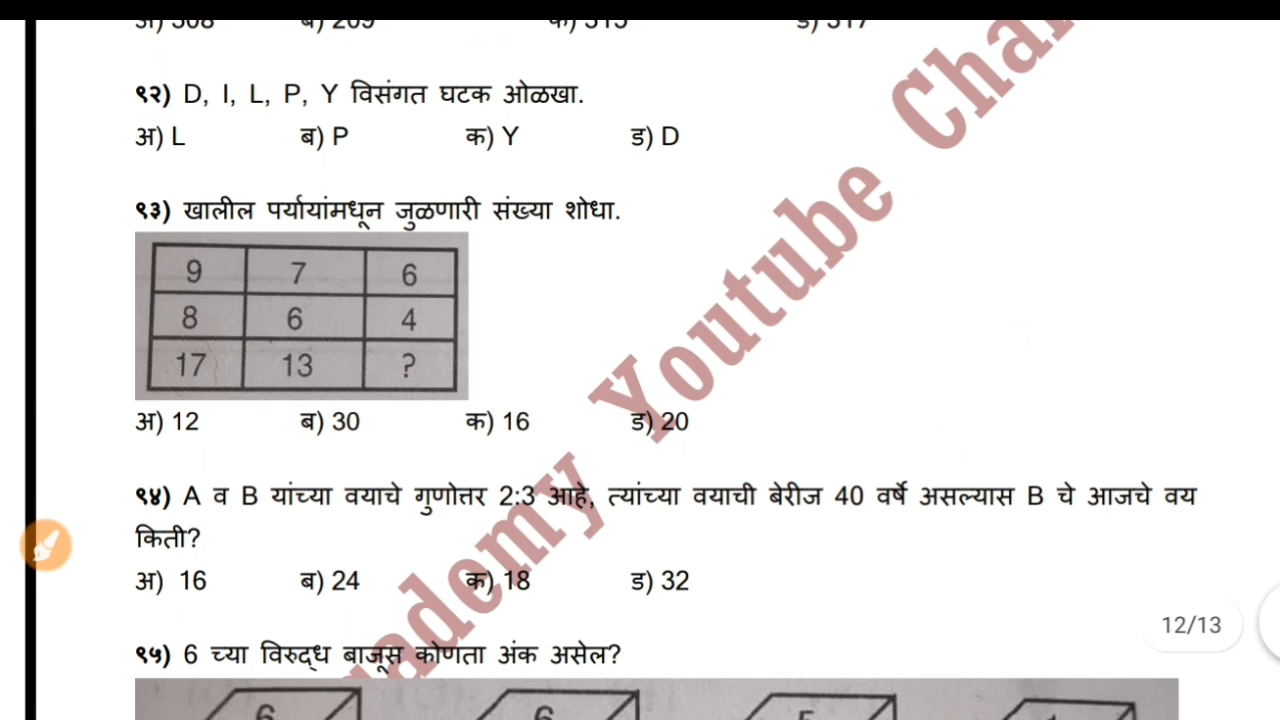 ९२) D, I, L, P, Y विसंगत घटक ओळखा.
अ) L ब) P क) Y ड) D
९३) खालील पर्यायांमधून जुळणारी संख्या शोधा.
9 7 6
8 6 4
17 13 ?
अ) 12 ब) 30 क) 16 ड) 20
९४) A व B यांच्या वयाचे गुणोत्तर 2:3 आहे, त्यांच्या वयाची बेरीज 40 वर्षे असल्यास B चे आजचे वय
किती?
अ) 16 ब) 24 क) 18 ड) 32
12/13
९५) 6 च्या विरुद्ध बाजूस कोणता अंक असेल?
Youtube